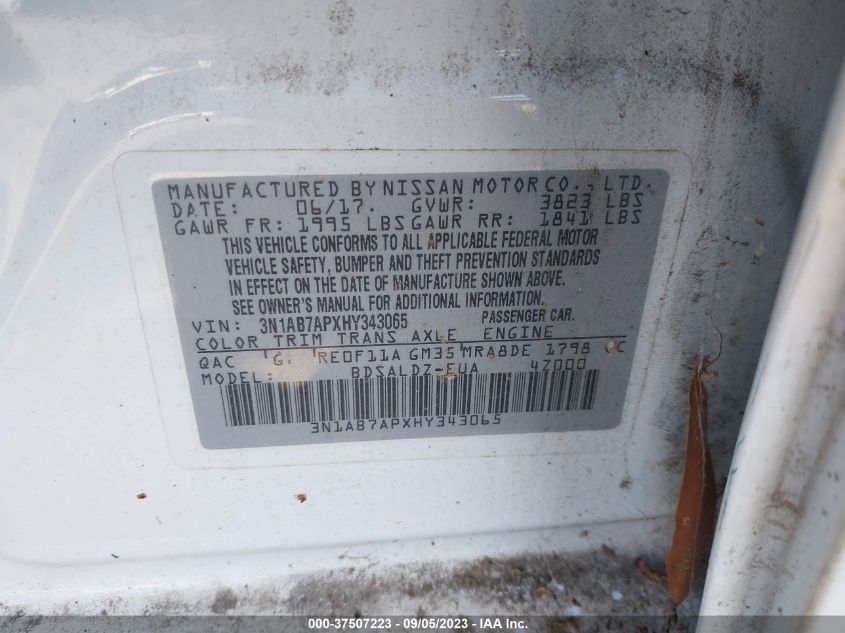 MANUFACTURED BY NISSAN MOTOR CO., LTD.
DATE: 06/17. GVWR: 3823 LBS
GAWR FR: 1995 LBS GAWR RR: 1841 LBS
THIS VEHICLE CONFORMS TO ALL APPLICABLE FEDERAL MOTOR
VEHICLE SAFETY, BUMPER AND THEFT PREVENTION STANDARDS
IN EFFECT ON THE DATE OF MANUFACTURE SHOWN ABOVE.
SEE OWNER'S MANUAL FOR ADDITIONAL INFORMATION.
VIN: 3N1AB7APXHY343065 PASSENGER CAR.
COLOR TRIM TRANS AXLE ENGINE
QAC G RE0F11A GM35 MRA8DE 1798 CC
MODEL: BDSALDZ-EUA 47000
3N1AB7APXHY343065
000-37507223 - 09/05/2023 - IAA Inc.